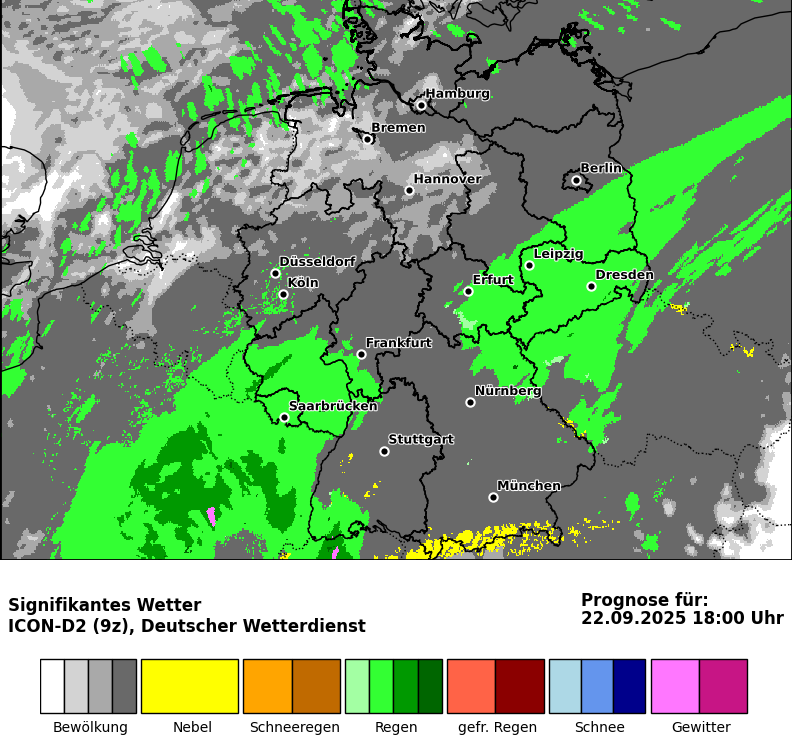 Hamburg
Bremen
Berlin
Hannover
Leipzig
Düsseldorf
Dresden
Köln
Erfurt
Frankfurt
Nürnberg
Saarbrücken
Stuttgart
München
Signifikantes Wetter
ICON-D2 (9z), Deutscher Wetterdienst
Prognose für:
22.09.2025 18:00 Uhr
Bewölkung
Nebel
Schneeregen
Regen
gefr. Regen
Schnee
Gewitter